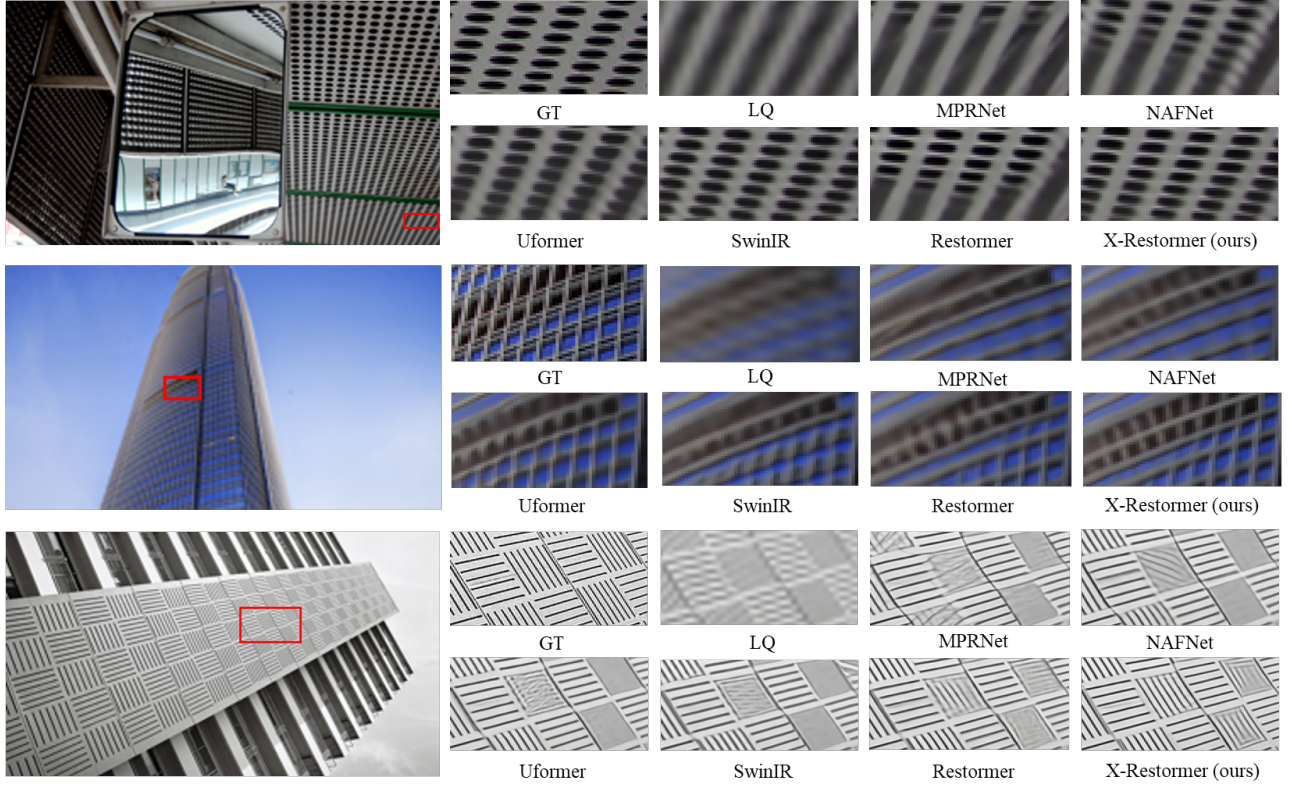 GT
LQ
MPRNet
NAFNet
Uformer
SwinIR
Restormer
X-Restormer (ours)
GT
LQ
MPRNet
NAFNet
Uformer
SwinIR
Restormer
X-Restormer (ours)
GT
LQ
MPRNet
NAFNet
Uformer
SwinIR
Restormer
X-Restormer (ours)